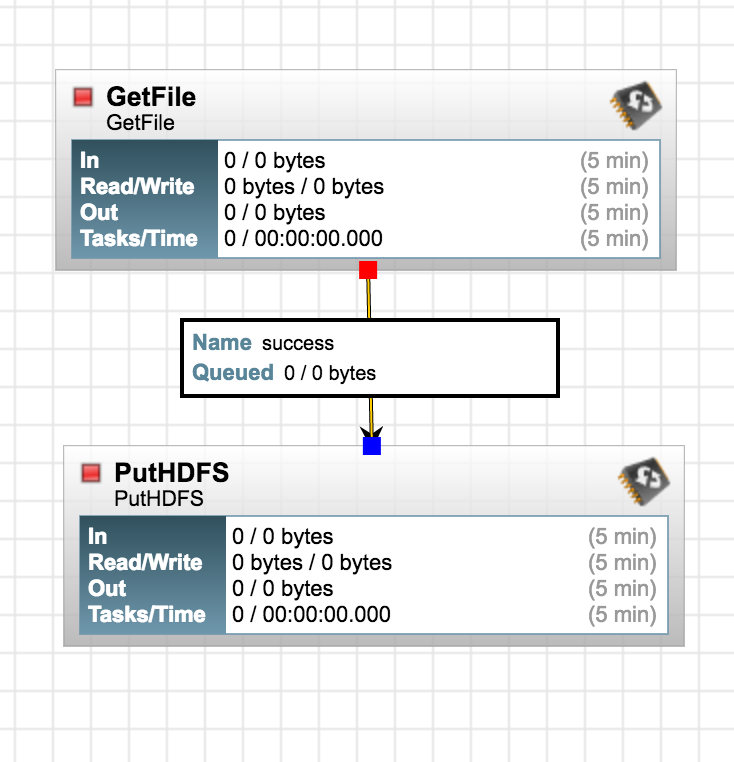 GetFile
GetFile
In 0 / 0 bytes (5 min)
Read/Write 0 bytes / 0 bytes (5 min)
Out 0 / 0 bytes (5 min)
Tasks/Time 0 / 00:00:00.000 (5 min)
Name success
Queued 0 / 0 bytes
PutHDFS
PutHDFS
In 0 / 0 bytes (5 min)
Read/Write 0 bytes / 0 bytes (5 min)
Out 0 / 0 bytes (5 min)
Tasks/Time 0 / 00:00:00.000 (5 min)